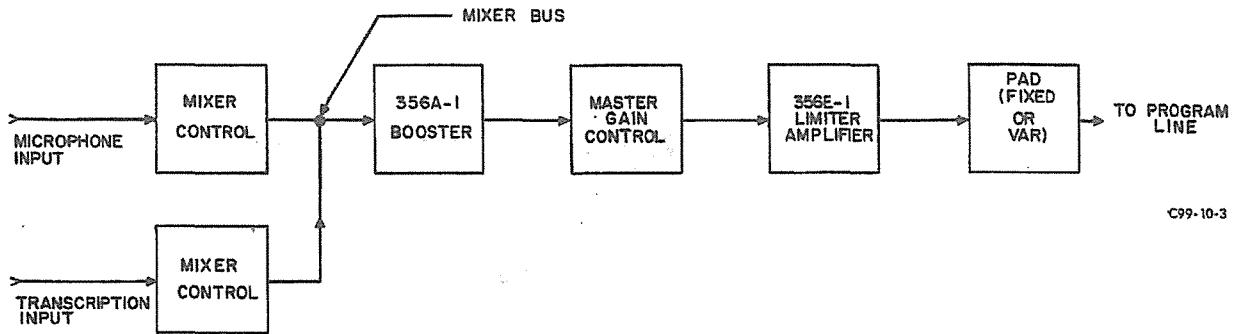 MIXER BUS
MIXER
CONTROL
356A-1
BOOSTER
MASTER
GAIN
CONTROL
356E-1
LIMITER
AMPLIFIER
PAD
(FIXED
OR
VAR)
TO PROGRAM
LINE
MICROPHONE
INPUT
C99-10-3
MIXER
CONTROL
TRANSCRIPTION
INPUT